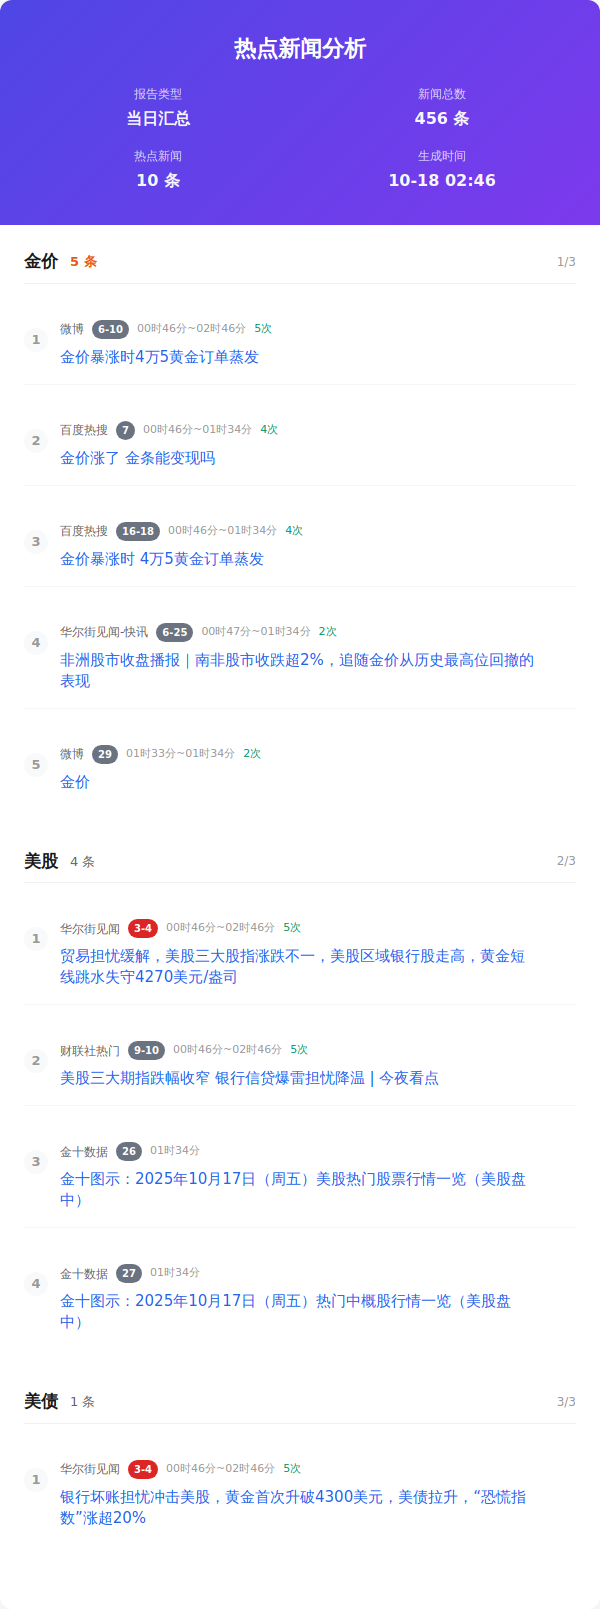 热点新闻分析
报告类型
新闻总数
当日汇总
456 条
热点新闻
生成时间
10 条
10-18 02:46
金价 5 条 1/3
1 微博 6-10 00时46分~02时46分 5次
金价暴涨时4万5黄金订单蒸发
2 百度热搜 7 00时46分~01时34分 4次
金价涨了 金条能变现吗
3 百度热搜 16-18 00时46分~01时34分 4次
金价暴涨时 4万5黄金订单蒸发
4 华尔街见闻-快讯 6-25 00时47分~01时34分 2次
非洲股市收盘播报｜南非股市收跌超2%，追随金价从历史最高位回撤的
表现
5 微博 29 01时33分~01时34分 2次
金价
美股 4 条 2/3
1 华尔街见闻 3-4 00时46分~02时46分 5次
贸易担忧缓解，美股三大股指涨跌不一，美股区域银行股走高，黄金短
线跳水失守4270美元/盎司
2 财联社热门 9-10 00时46分~02时46分 5次
美股三大期指跌幅收窄 银行信贷爆雷担忧降温 | 今夜看点
3 金十数据 26 01时34分
金十图示：2025年10月17日（周五）美股热门股票行情一览（美股盘
中）
4 金十数据 27 01时34分
金十图示：2025年10月17日（周五）热门中概股行情一览（美股盘
中）
美债 1 条 3/3
1 华尔街见闻 3-4 00时46分~02时46分 5次
银行坏账担忧冲击美股，黄金首次升破4300美元，美债拉升，“恐慌指
数”涨超20%